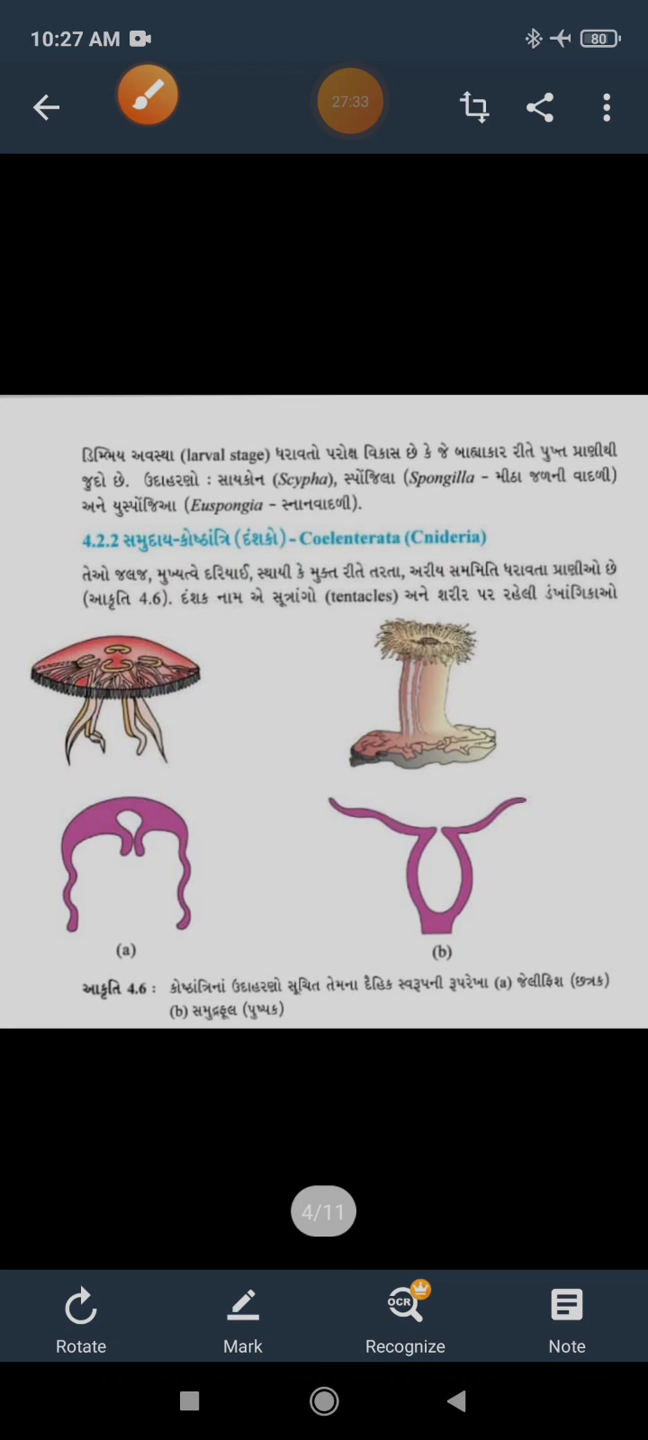 10:27 AM
80
27:33
ડિમ્ભિય અવસ્થા (larval stage) ધરાવતો પરોક્ષ વિકાસ છે કે જે બાહ્યાકાર રીતે પુખ્ત પ્રાણીથી
જુદો છે. ઉદાહરણો : સાયકોન (Scypha), સ્પોંજિલા (Spongilla - મીઠા જળની વાદળી)
અને યુસ્પોંજિઆ (Euspongia - સ્નાનવાદળી).
4.2.2 સમુદાય-કોષ્ઠાંત્રિ (દંશકો) - Coelenterata (Cnideria)
તેઓ જલજ, મુખ્યત્વે દરિયાઈ, સ્થાયી કે મુક્ત રીતે તરતા, અરીય સમમિતિ ધરાવતા પ્રાણીઓ છે
(આકૃતિ 4.6). દંશક નામ એ સૂત્રાંગો (tentacles) અને શરીર પર રહેલી ડંખાંગિકાઓ
(a)
(b)
આકૃતિ 4.6 : કોષ્ઠાંત્રિનાં ઉદાહરણો સૂચિત તેમના દૈહિક સ્વરૂપની રૂપરેખા (a) જેલીફિશ (છત્રક)
(b) સમુદ્રફૂલ (પુષ્પક)
4/11
OCR
Rotate Mark Recognize Note